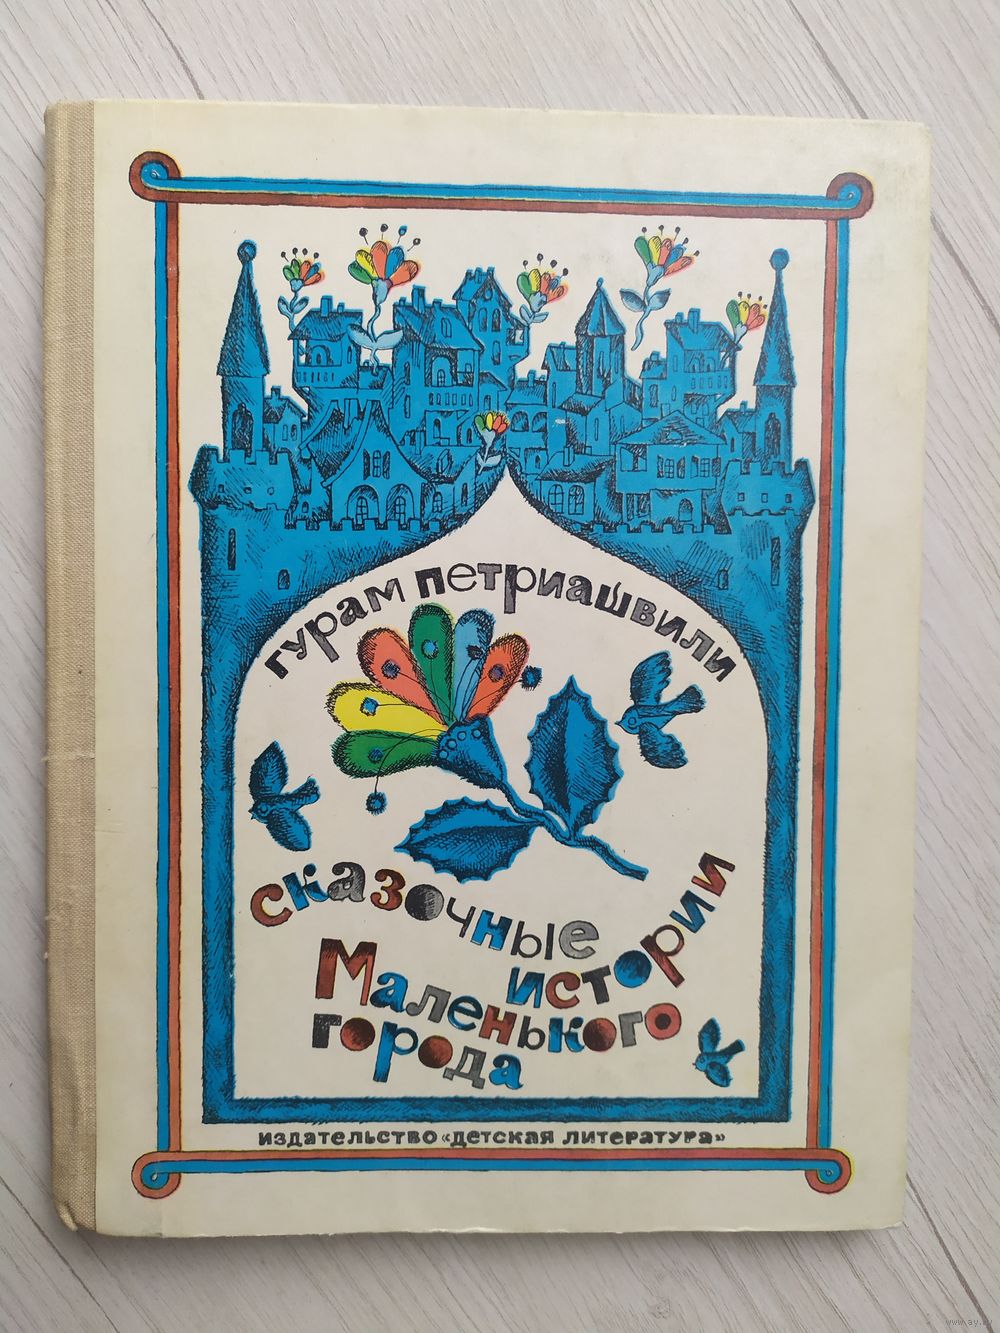 гурам петриашвили
сказочные
истории
Маленького
города
издательство «детская литература»